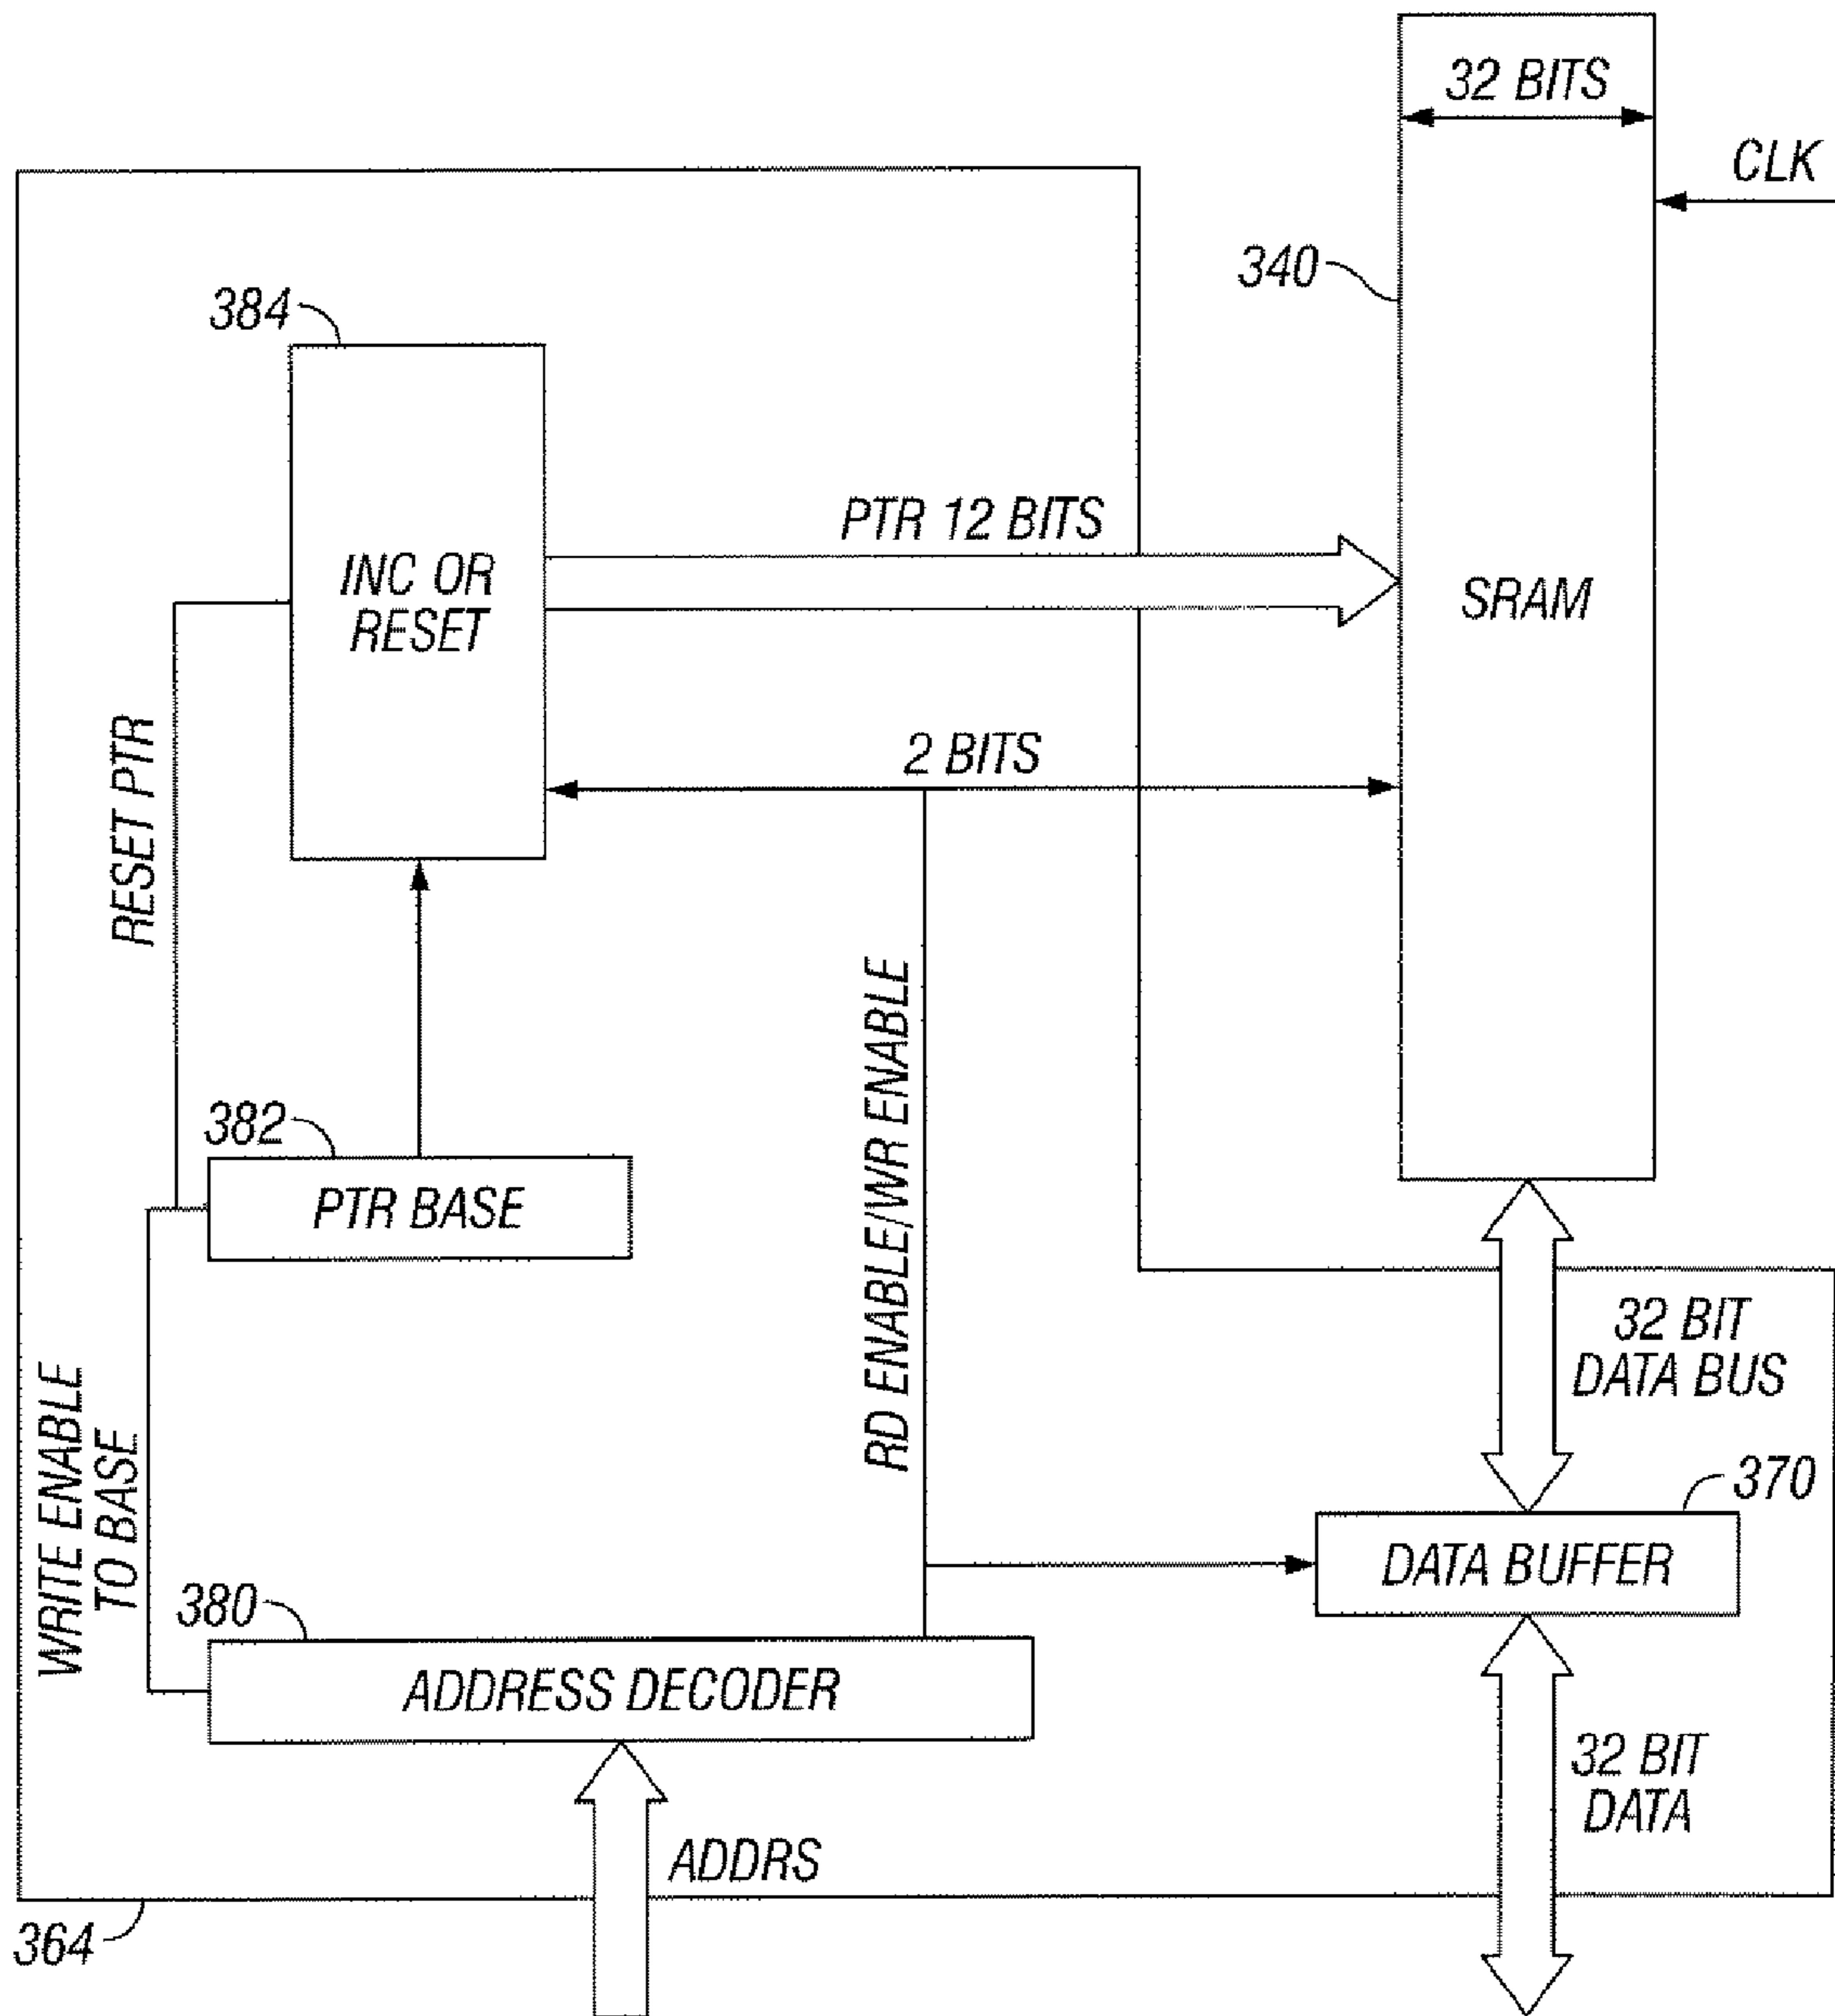 32 BITS
CLK
340
384
PTR 12 BITS
INC OR
RESET
SRAM
2 BITS
RESET PTR
RD ENABLE/WR ENABLE
382
PTR BASE
32 BIT
DATA BUS
WRITE ENABLE
TO BASE
370
DATA BUFFER
380
ADDRESS DECODER
32 BIT
DATA
ADDRS
364